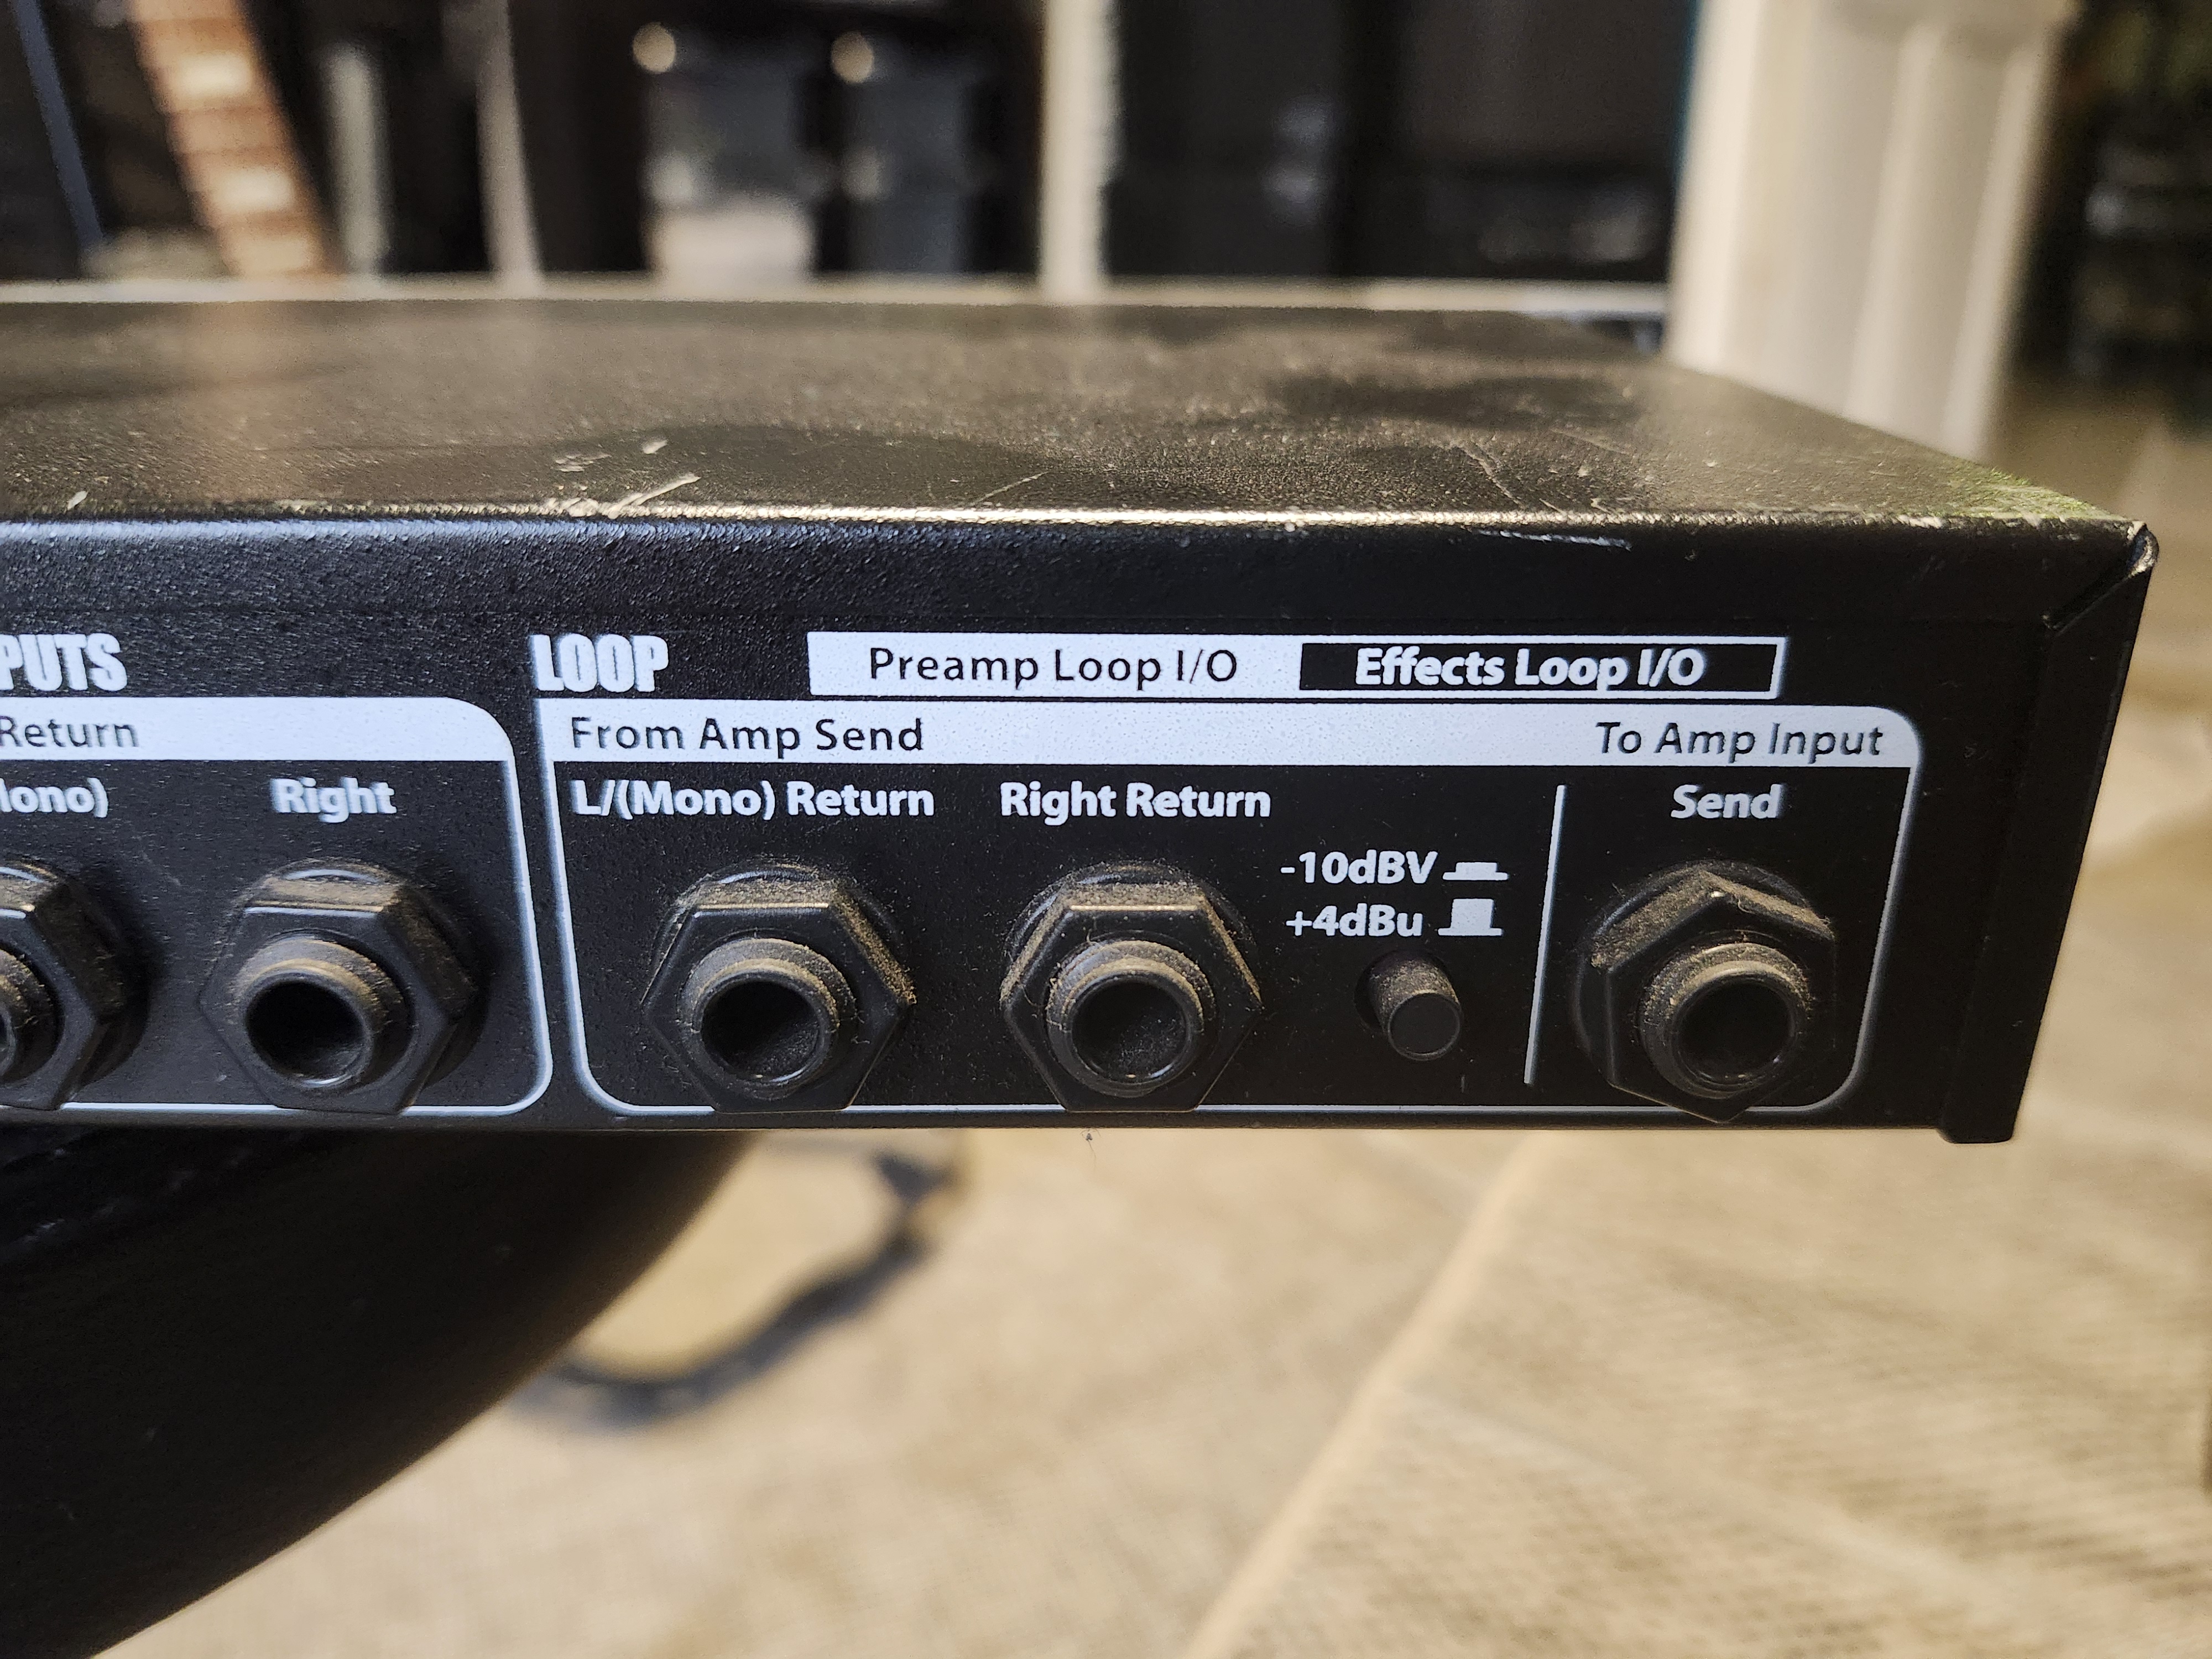 PUTS
LOOP
Preamp Loop I/O
Effects Loop I/O
Return
From Amp Send
To Amp Input
ono)
Right
L/(Mono) Return
Right Return
Send
-10dBV
+4dBu